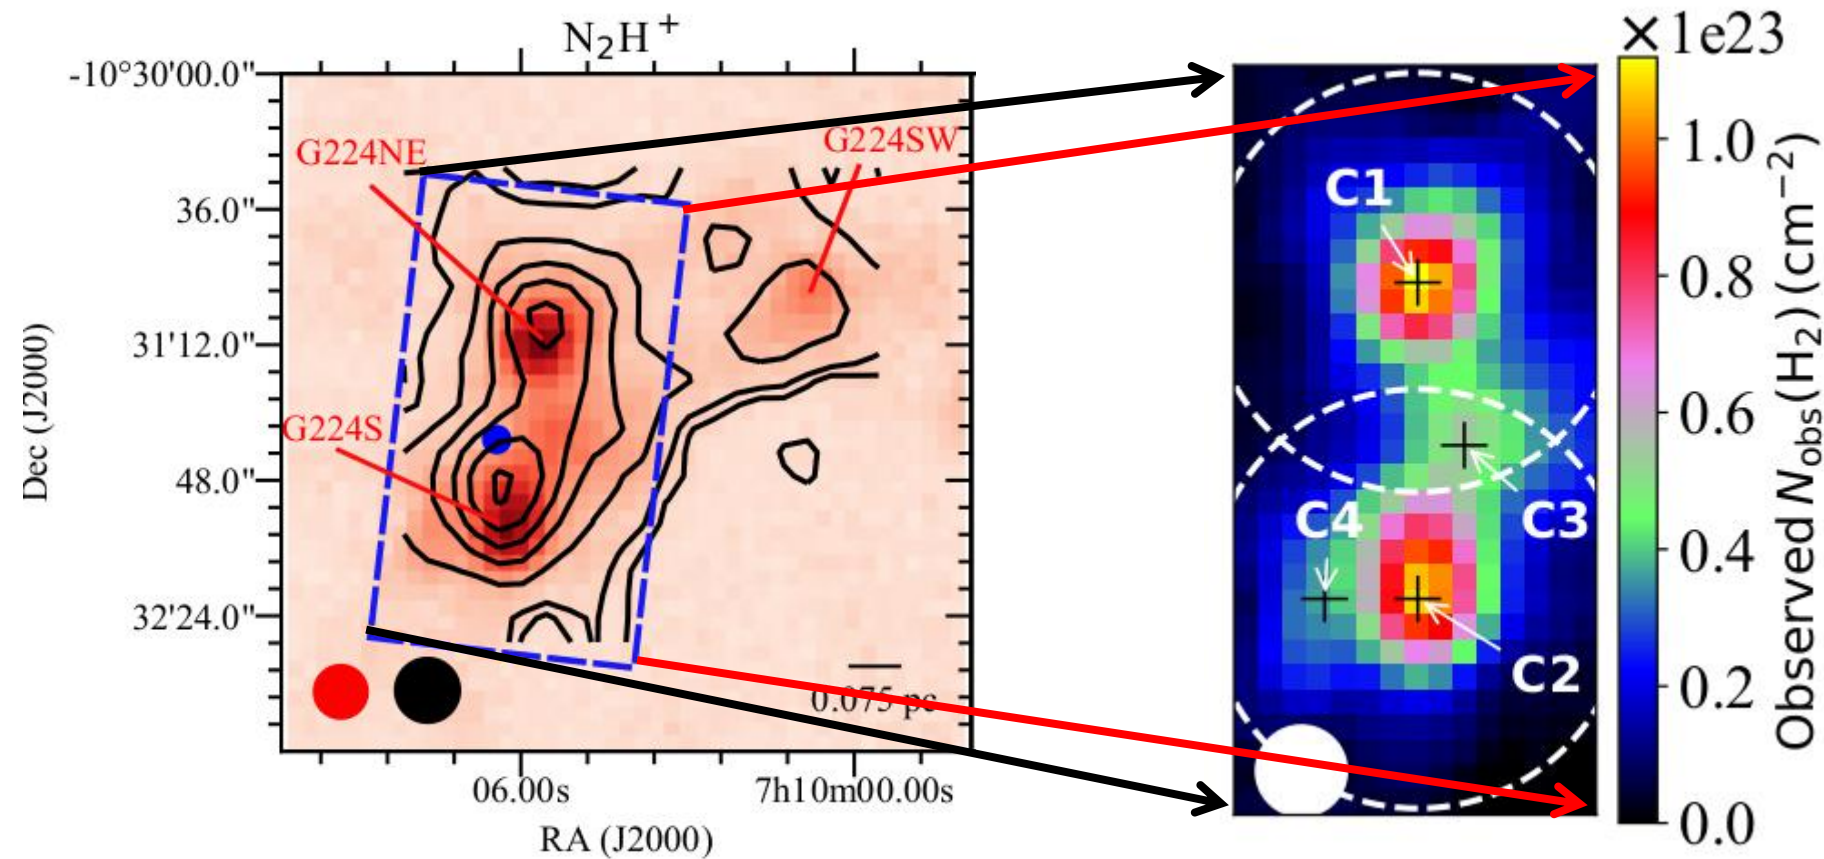 N₂H⁺
-10°30'00.0"
36.0"
31'12.0"
48.0"
32'24.0"
Dec (J2000)
G224NE
G224SW
G224S
0.075 pc
06.00s
7h10m00.00s
RA (J2000)
C1
C4
C3
C2
×1e23
1.0
0.8
0.6
0.4
0.2
0.0
Observed N_obs(H₂) (cm⁻²)